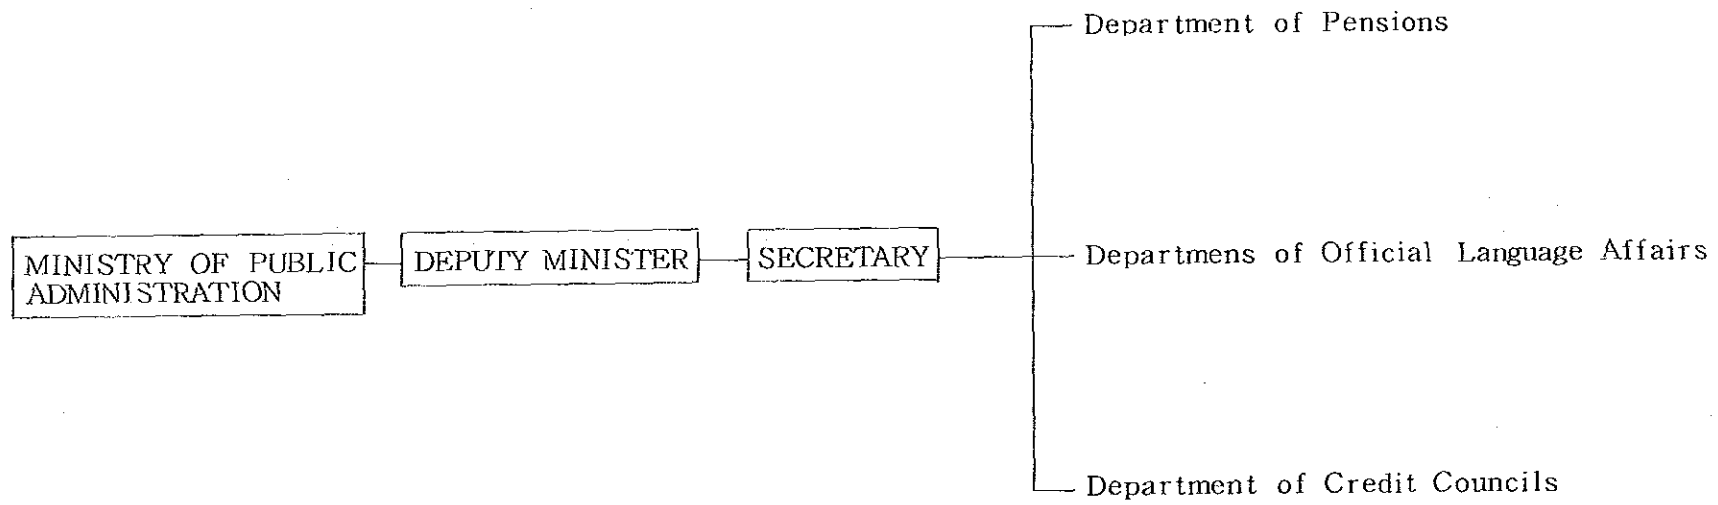 Department of Pensions
MINISTRY OF PUBLIC
ADMINISTRATION
DEPUTY MINISTER
SECRETARY
Departmens of Official Language Affairs
Department of Credit Councils